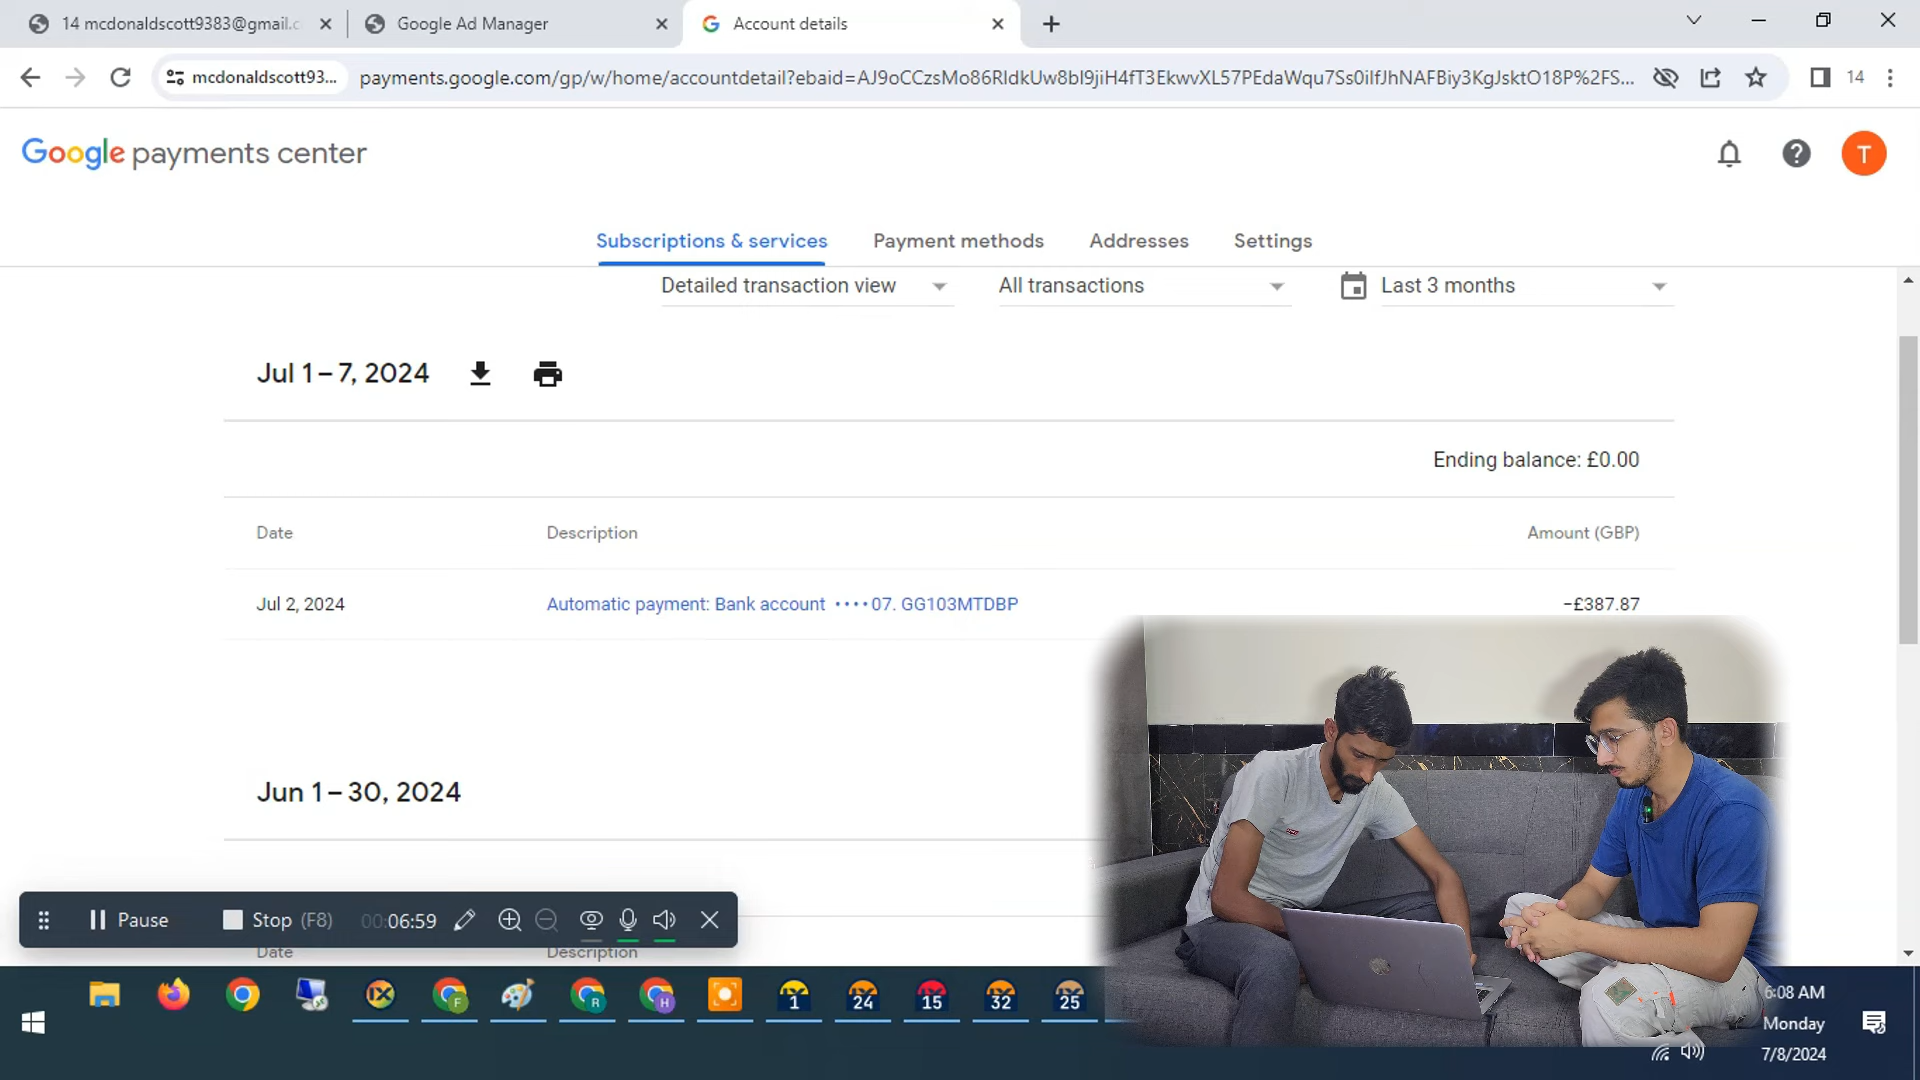 14 mcdonaldscott9383@gmail.c
Google Ad Manager
Account details
mcdonaldscott93...
payments.google.com/gp/w/home/accountdetail?ebaid=AJ9oCCzsMo86RIdkUw8bl9jiH4fT3EkwvXL57PEdaWqu7Ss0iIfJhNAFBiy3KgJsktO18P%2FS...
14
Google payments center
T
Subscriptions & services
Payment methods
Addresses
Settings
Detailed transaction view
All transactions
Last 3 months
Jul 1 – 7, 2024
Ending balance: £0.00
Date
Description
Amount (GBP)
Jul 2, 2024
Automatic payment: Bank account ····07. GG103MTDBP
−£387.87
Jun 1 – 30, 2024
Pause
Stop (F8)
00:06:59
Date
Description
F
R
H
1
24
15
32
25
6:08 AM
Monday
7/8/2024